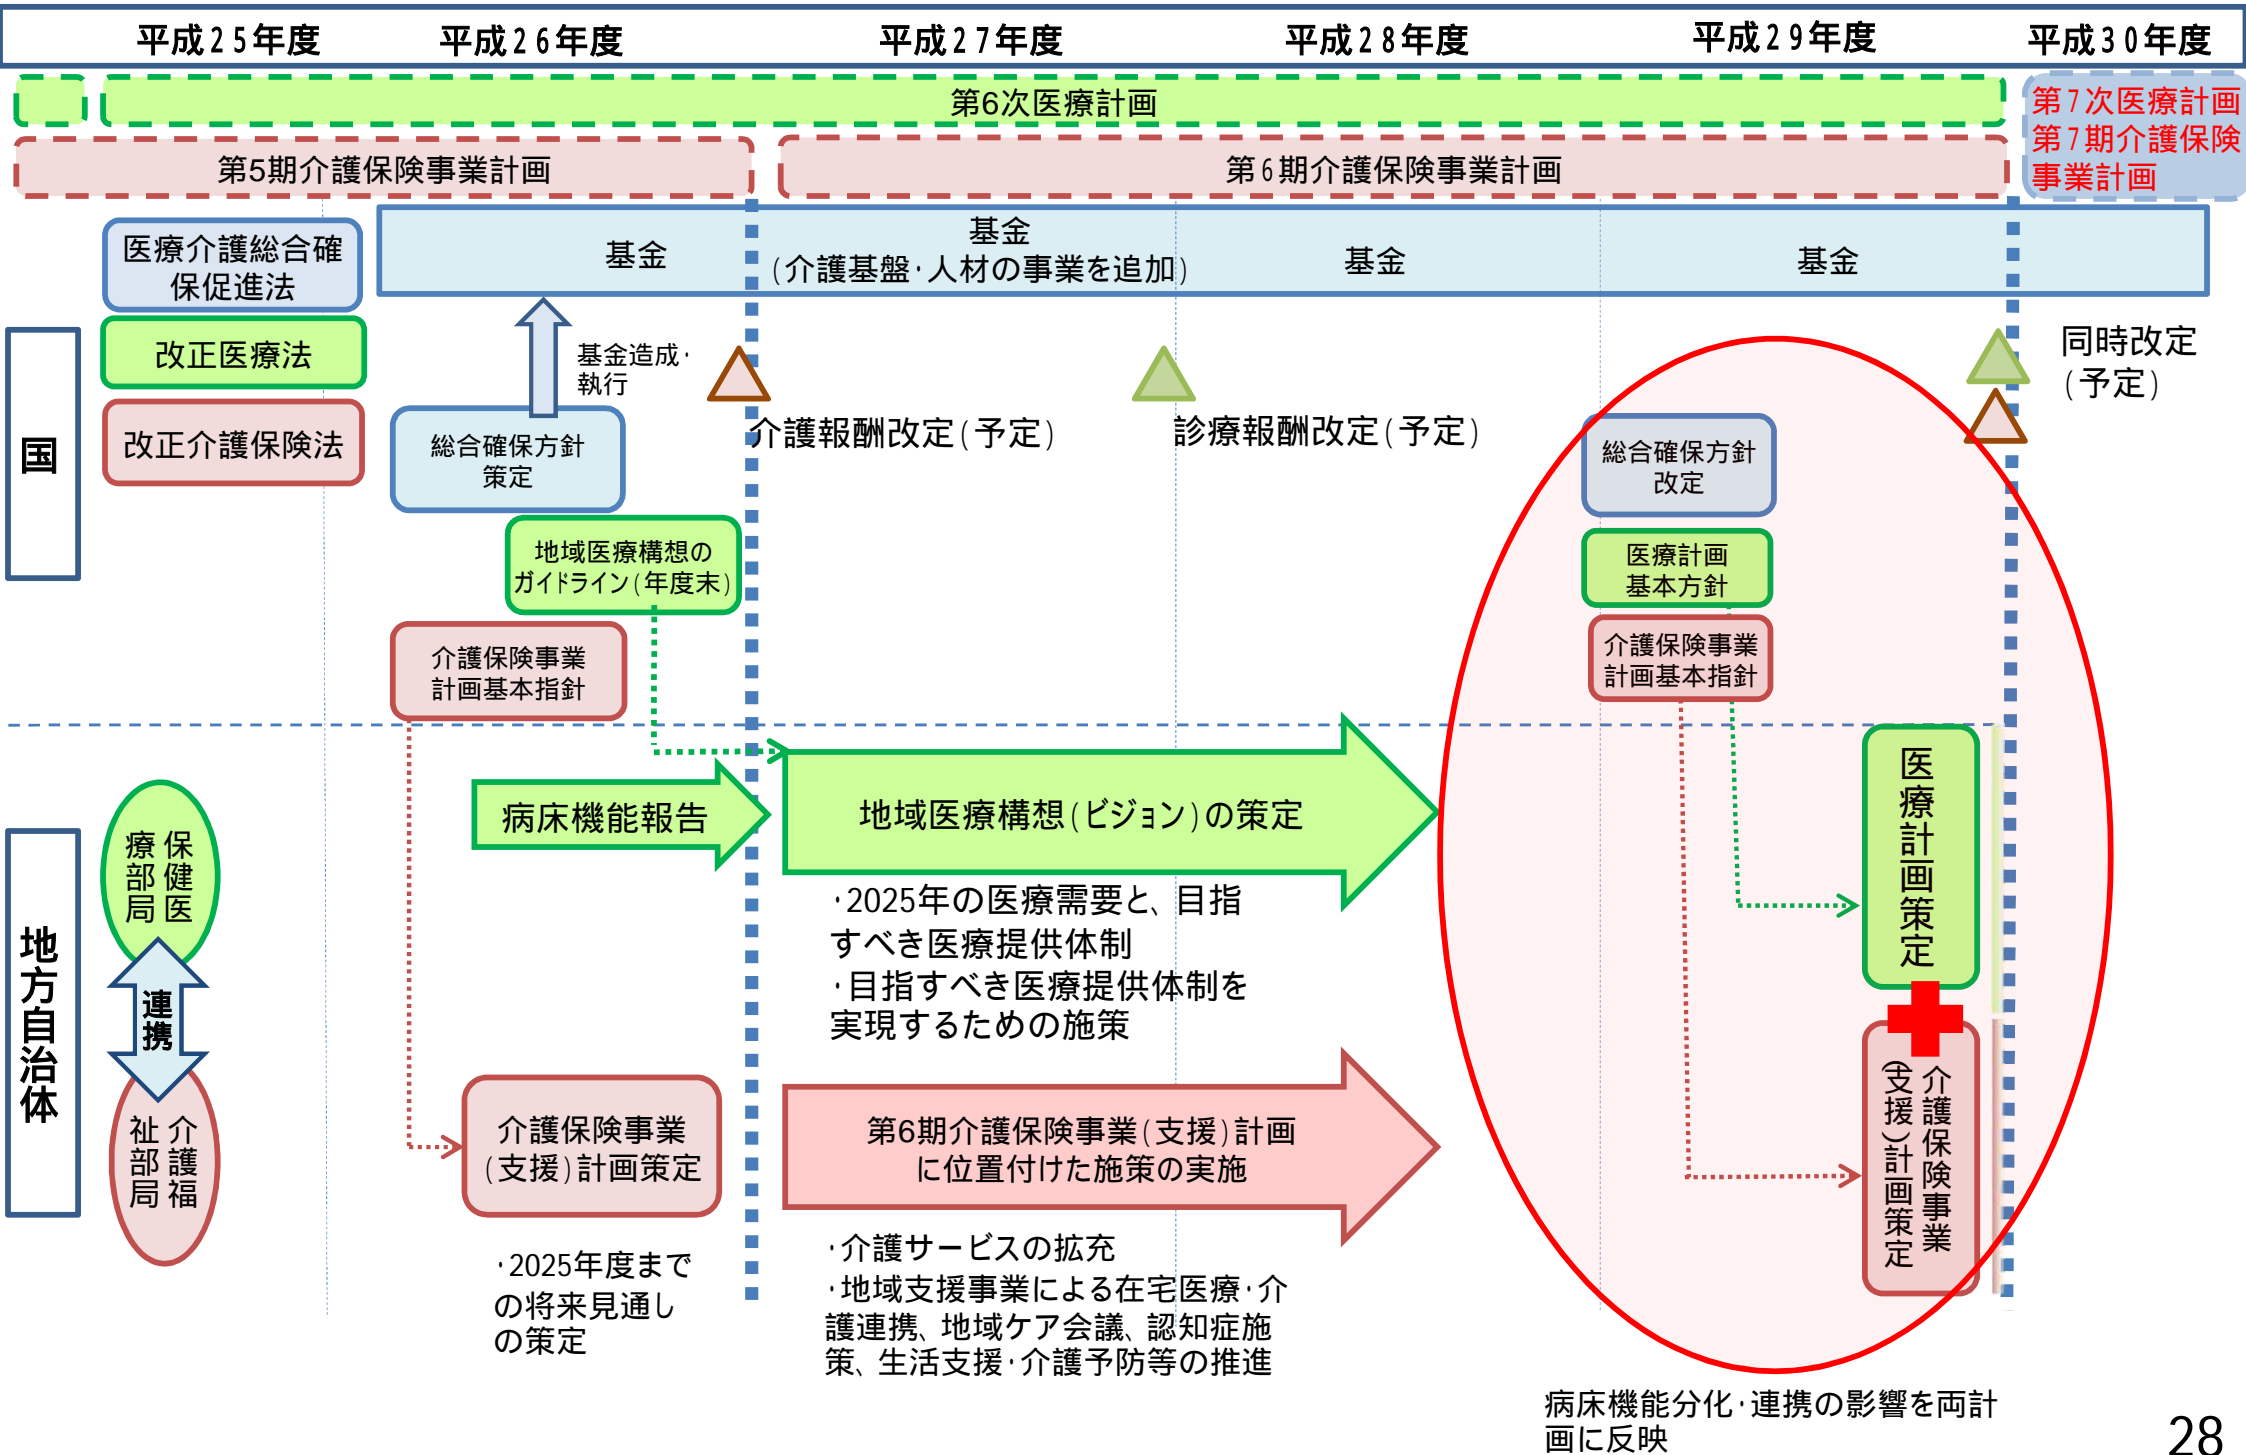 平成25年度
平成26年度
平成27年度
平成28年度
平成29年度
平成30年度
第6次医療計画
第7次医療計画
第7期介護保険
事業計画
第5期介護保険事業計画
第6期介護保険事業計画
医療介護総合確
保促進法
基金
基金
(介護基盤・人材の事業を追加)
基金
基金
国
改正医療法
改正介護保険法
基金造成・
執行
総合確保方針
策定
介護報酬改定(予定)
診療報酬改定(予定)
同時改定
(予定)
総合確保方針
改定
地域医療構想の
ガイドライン(年度末)
医療計画
基本方針
介護保険事業
計画基本指針
介護保険事業
計画基本指針
地方自治体
保健医
療部局
連携
介護福
祉部局
病床機能報告
地域医療構想(ビジョン)の策定
・2025年の医療需要と、目指
すべき医療提供体制
・目指すべき医療提供体制を
実現するための施策
医療計画策定
介護保険事業
(支援)計画策定
介護保険事業
(支援)計画策定
・2025年度まで
の将来見通し
の策定
第6期介護保険事業(支援)計画
に位置付けた施策の実施
・介護サービスの拡充
・地域支援事業による在宅医療・介
護連携、地域ケア会議、認知症施
策、生活支援・介護予防等の推進
病床機能分化・連携の影響を両計
画に反映
28